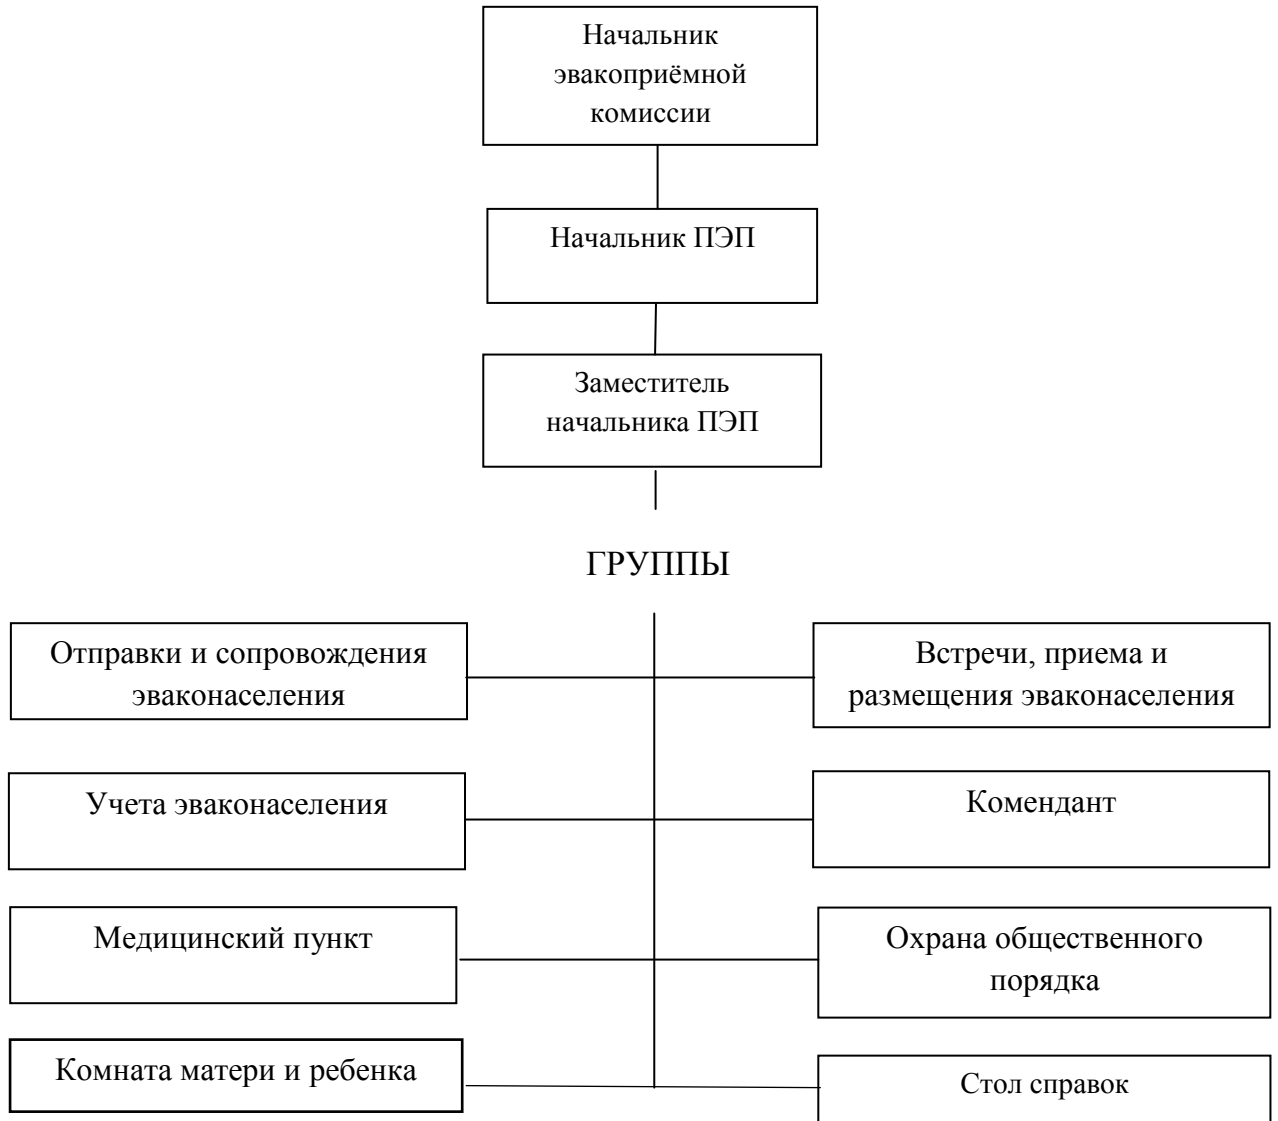 Начальник
эвакоприёмной
комиссии
Начальник ПЭП
Заместитель
начальника ПЭП
ГРУППЫ
Отправки и сопровождения
эваконаселения
Встречи, приема и
размещения эваконаселения
Учета эваконаселения
Комендант
Медицинский пункт
Охрана общественного
порядка
Комната матери и ребенка
Стол справок